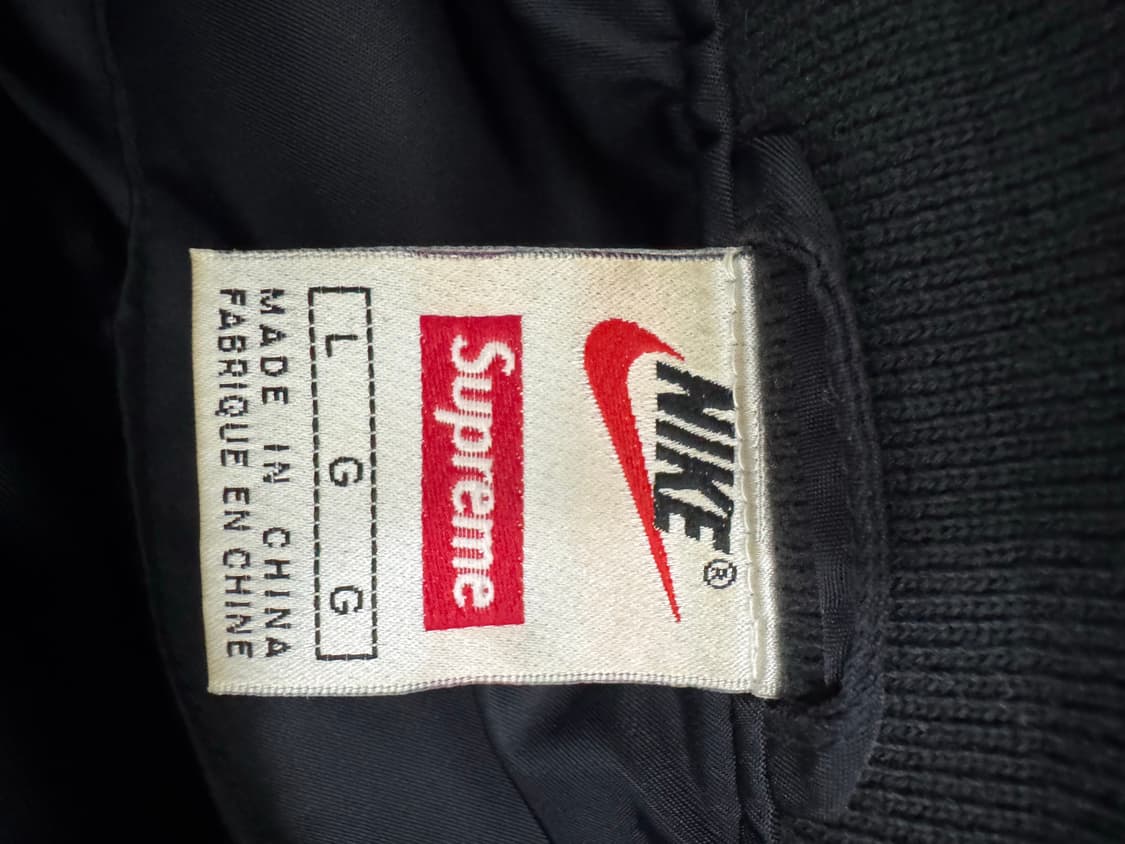 NIKE®
Supreme
L G G
MADE IN CHINA
FABRIQUE EN CHINE